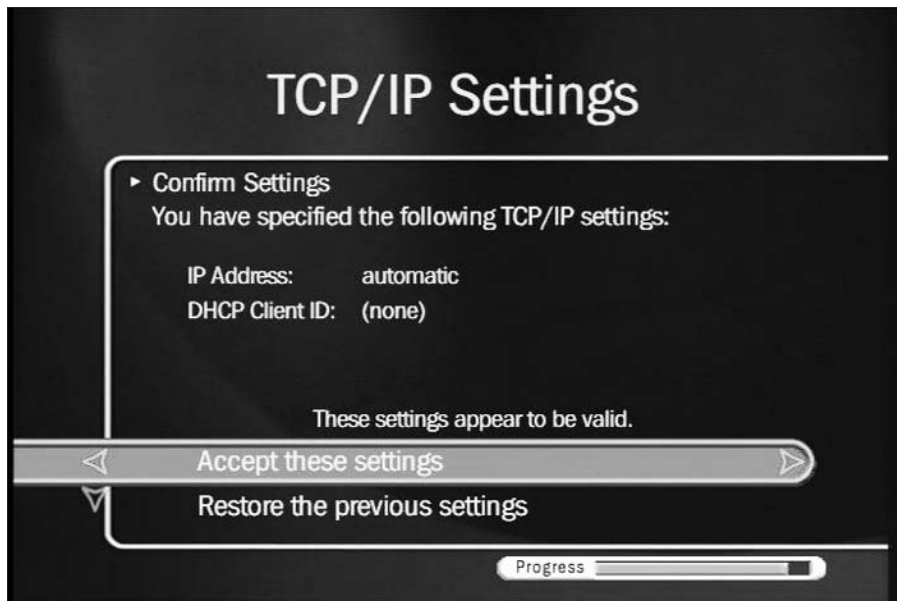 TCP/IP Settings
Confirm Settings
You have specified the following TCP/IP settings:
IP Address: automatic
DHCP Client ID: (none)
These settings appear to be valid.
Accept these settings
Restore the previous settings
Progress